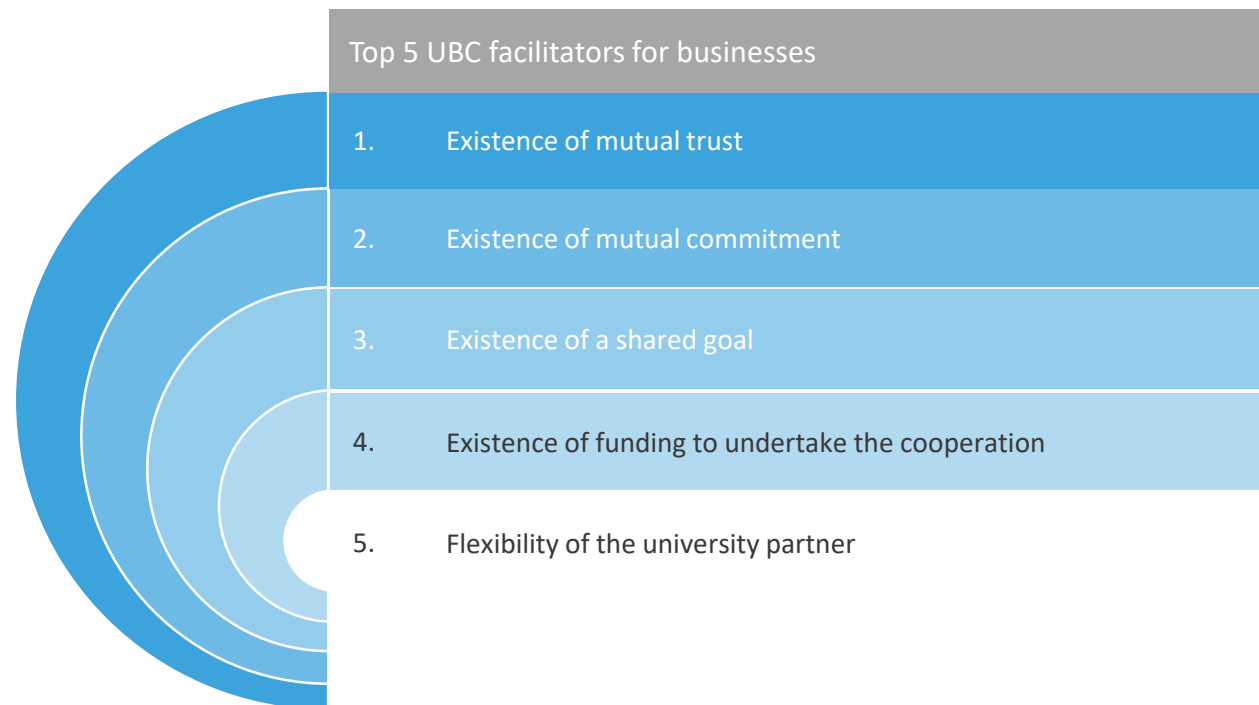 Top 5 UBC facilitators for businesses
1. Existence of mutual trust
2. Existence of mutual commitment
3. Existence of a shared goal
4. Existence of funding to undertake the cooperation
5. Flexibility of the university partner